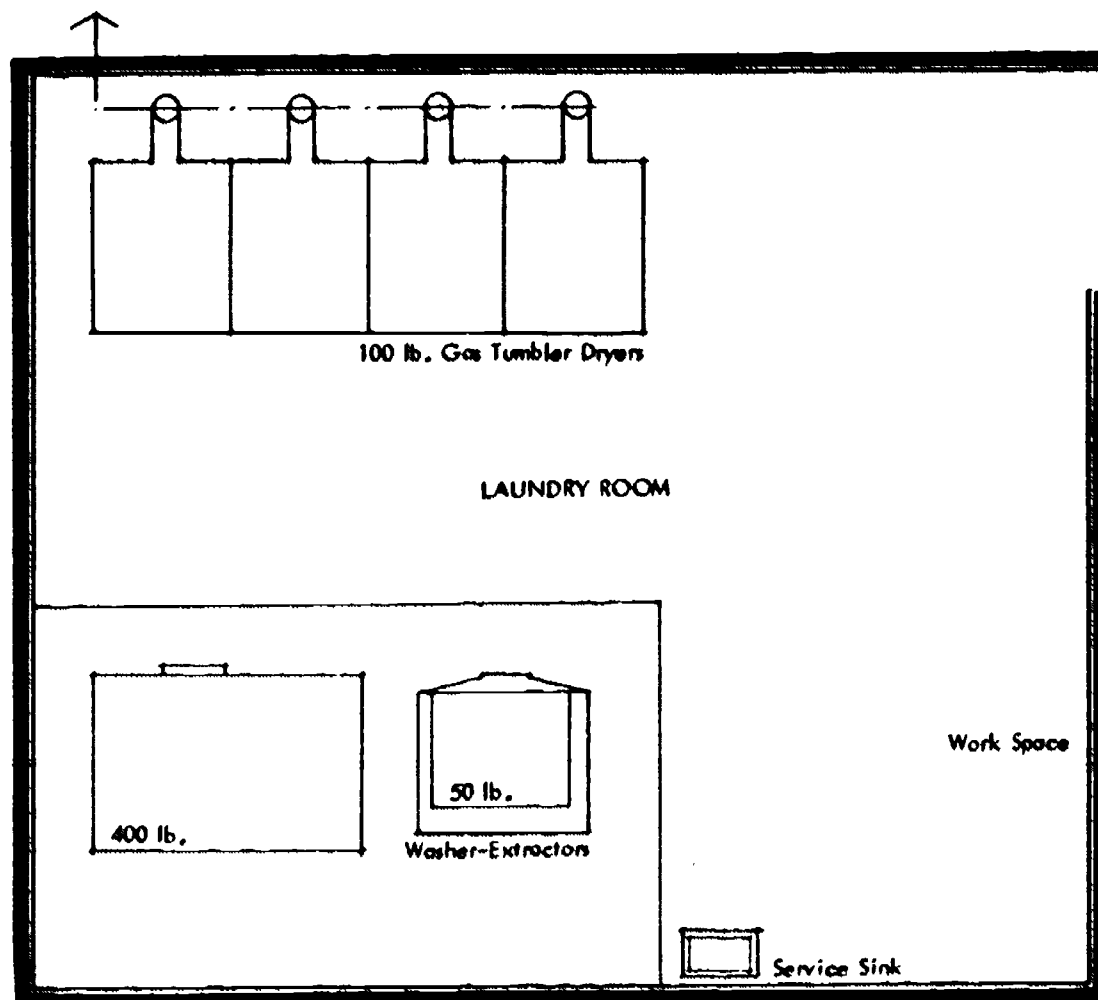 100 lb. Gas Tumbler Dryers
LAUNDRY ROOM
Work Space
50 lb.
400 lb.
Washer-Extractors
Service Sink